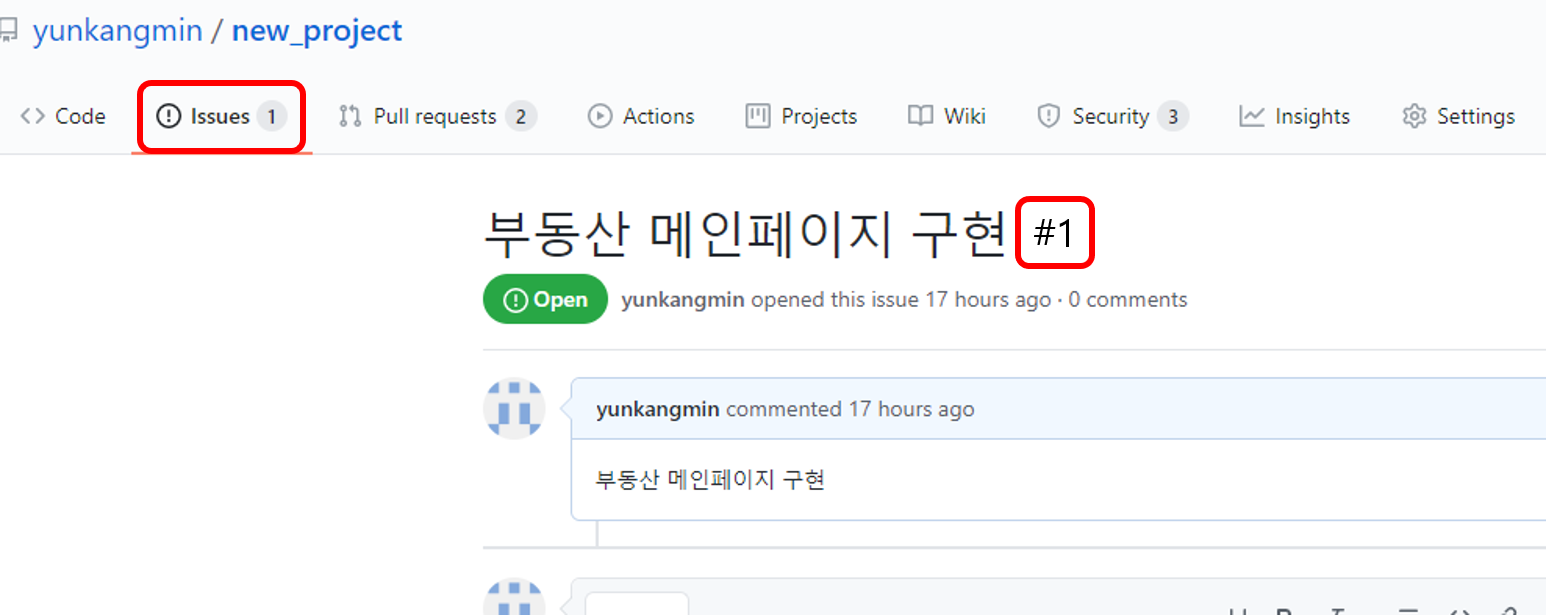 yunkangmin / new_project
Code Issues 1 Pull requests 2 Actions Projects Wiki Security 3 Insights Settings
부동산 메인페이지 구현 #1
Open yunkangmin opened this issue 17 hours ago · 0 comments
yunkangmin commented 17 hours ago
부동산 메인페이지 구현